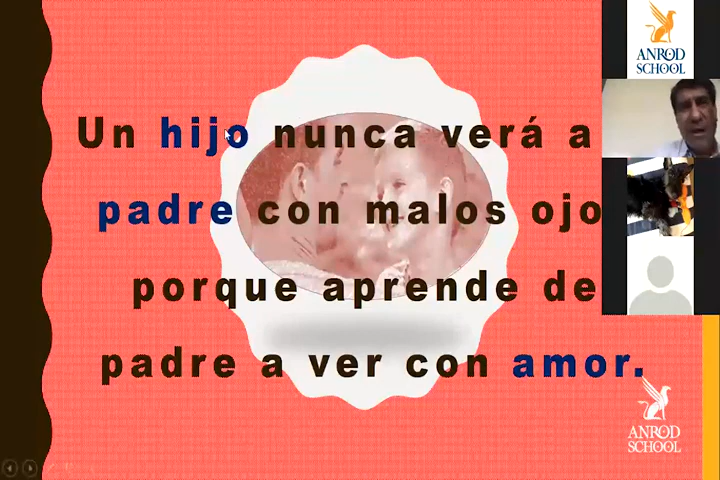 ANROD
SCHOOL
Un hijo nunca verá a
padre con malos ojo
porque aprende de
padre a ver con amor.
ANROD
SCHOOL